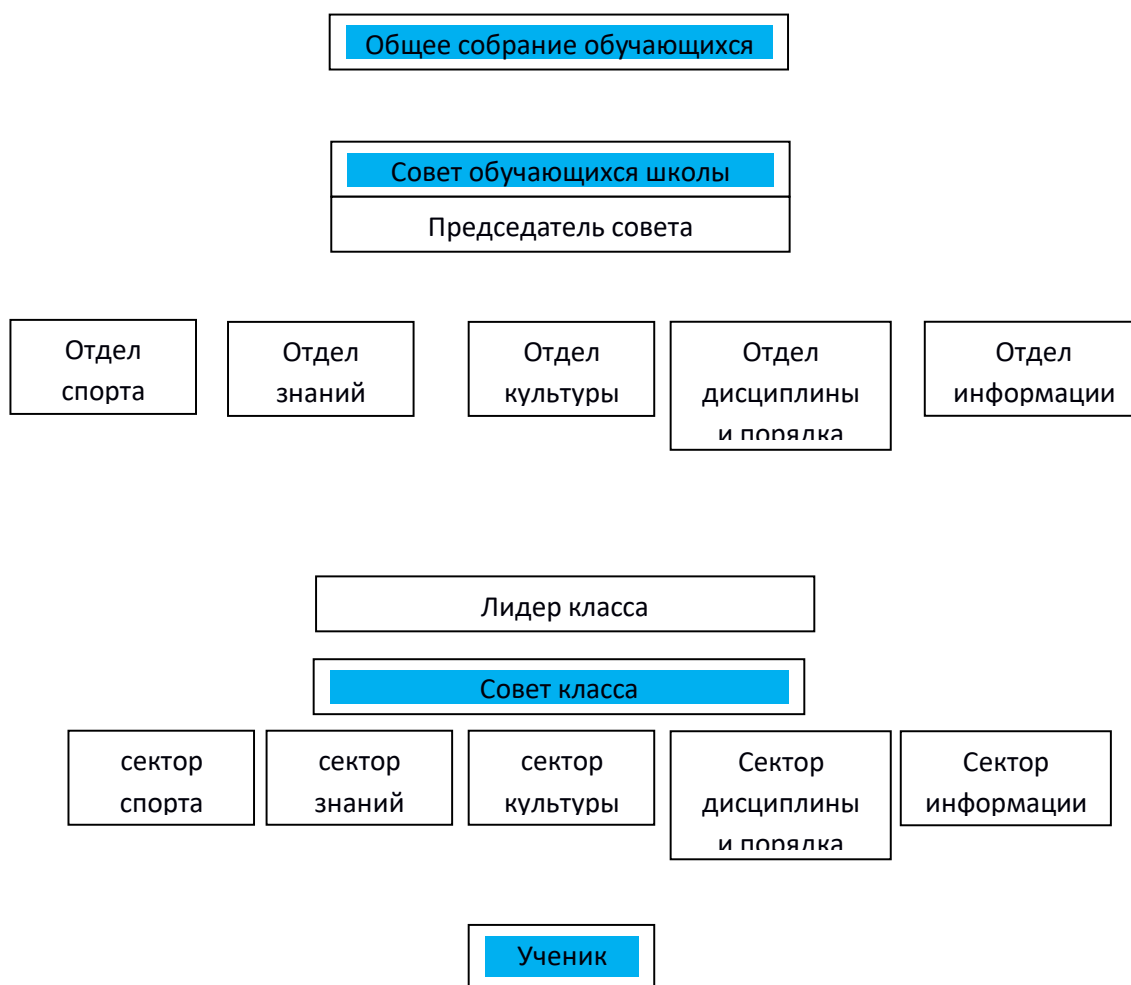 Общее собрание обучающихся
Совет обучающихся школы
Председатель совета
Отдел
спорта
Отдел
знаний
Отдел
культуры
Отдел
дисциплины
и порядка
Отдел
информации
Лидер класса
Совет класса
сектор
спорта
сектор
знаний
сектор
культуры
Сектор
дисциплины
и порядка
Сектор
информации
Ученик